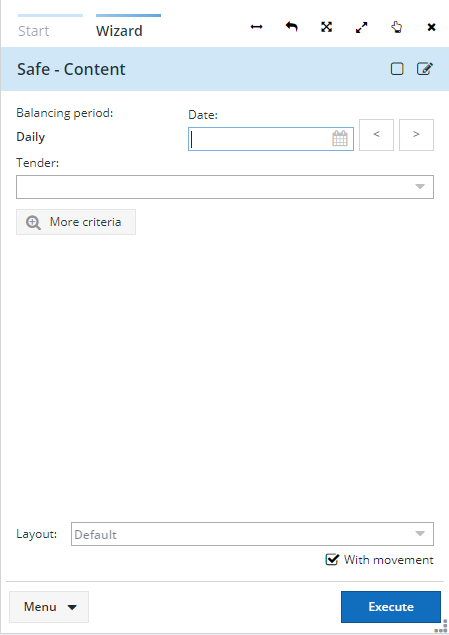 Start Wizard
Safe - Content
Balancing period: Date:
Daily < >
Tender:
More criteria
Layout: Default
With movement
Menu Execute